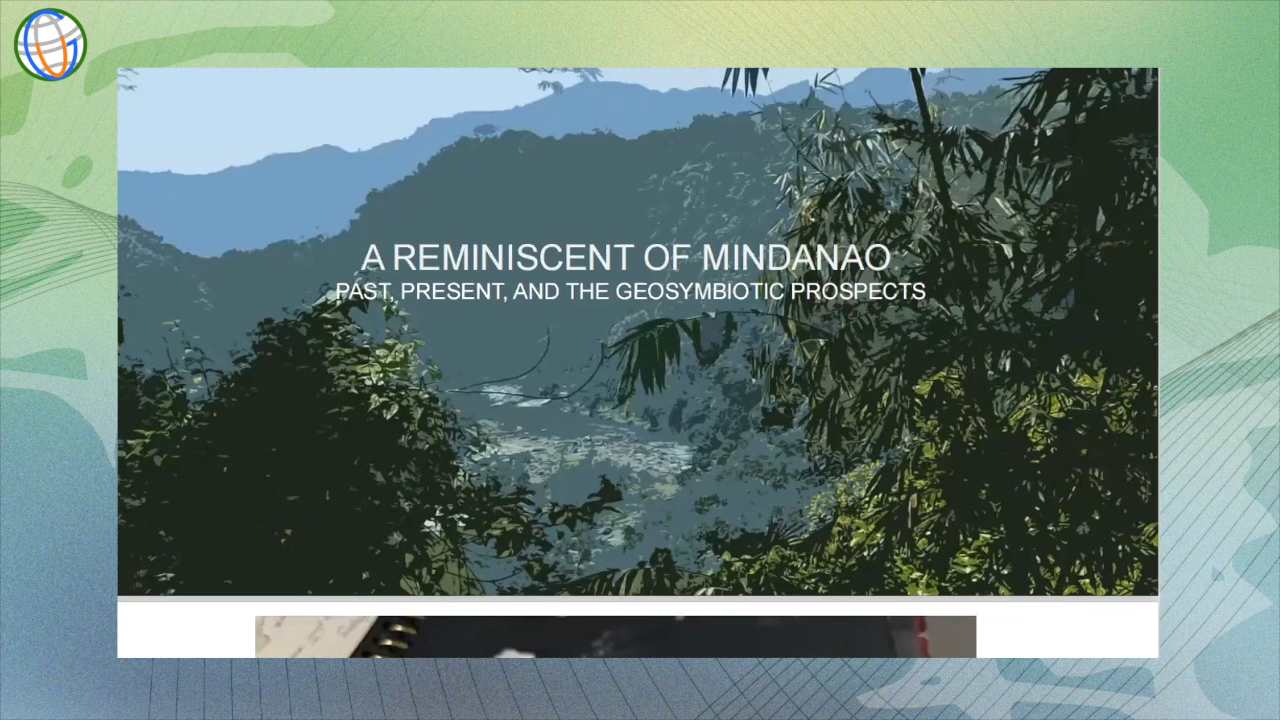 A REMINISCENT OF MINDANAO
PAST, PRESENT, AND THE GEOSYMBIOTIC PROSPECTS